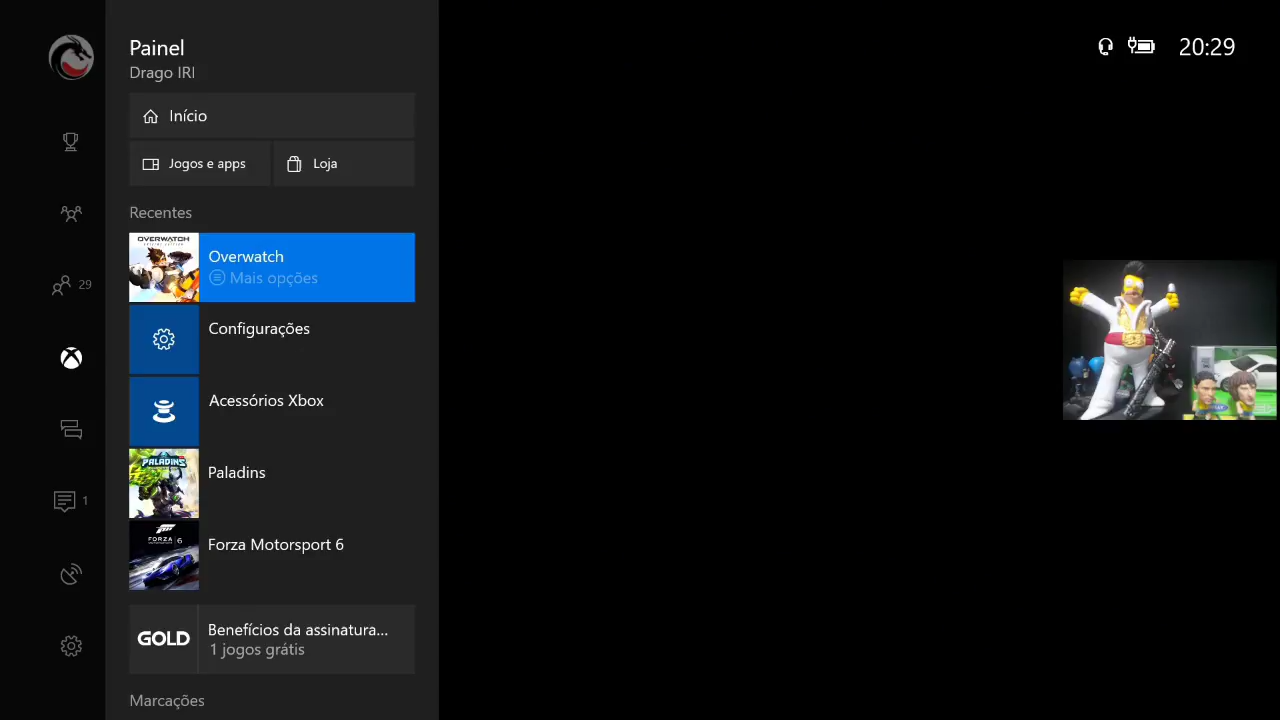 Painel
Drago IRI
20:29
Início
Jogos e apps
Loja
Recentes
OVERWATCH
Overwatch
Mais opções
29
Configurações
Acessórios Xbox
PALADINS
Paladins
1
FORZA 6
Forza Motorsport 6
GOLD
Benefícios da assinatura...
1 jogos grátis
Marcações